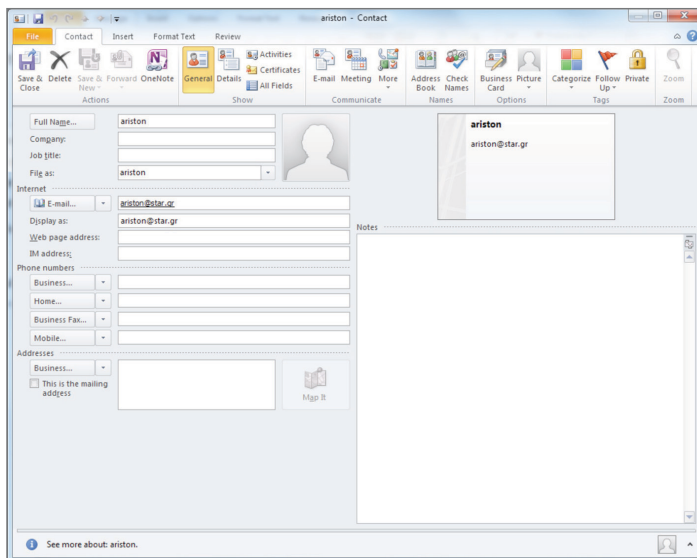 ariston - Contact
File Contact Insert Format Text Review
Save & Close
Delete
Save & New
Forward
OneNote
Actions
General
Details
Activities
Certificates
All Fields
Show
E-mail
Meeting
More
Communicate
Address Book
Check Names
Names
Business Card
Picture
Options
Categorize
Follow Up
Private
Tags
Zoom
Zoom
Full Name... ariston
Company:
Job title:
File as: ariston
Internet
E-mail... ariston@star.gr
Display as: ariston@star.gr
Web page address:
IM address:
Phone numbers
Business...
Home...
Business Fax...
Mobile...
Addresses
Business...
This is the mailing
address
Map It
ariston
ariston@star.gr
Notes
See more about: ariston.